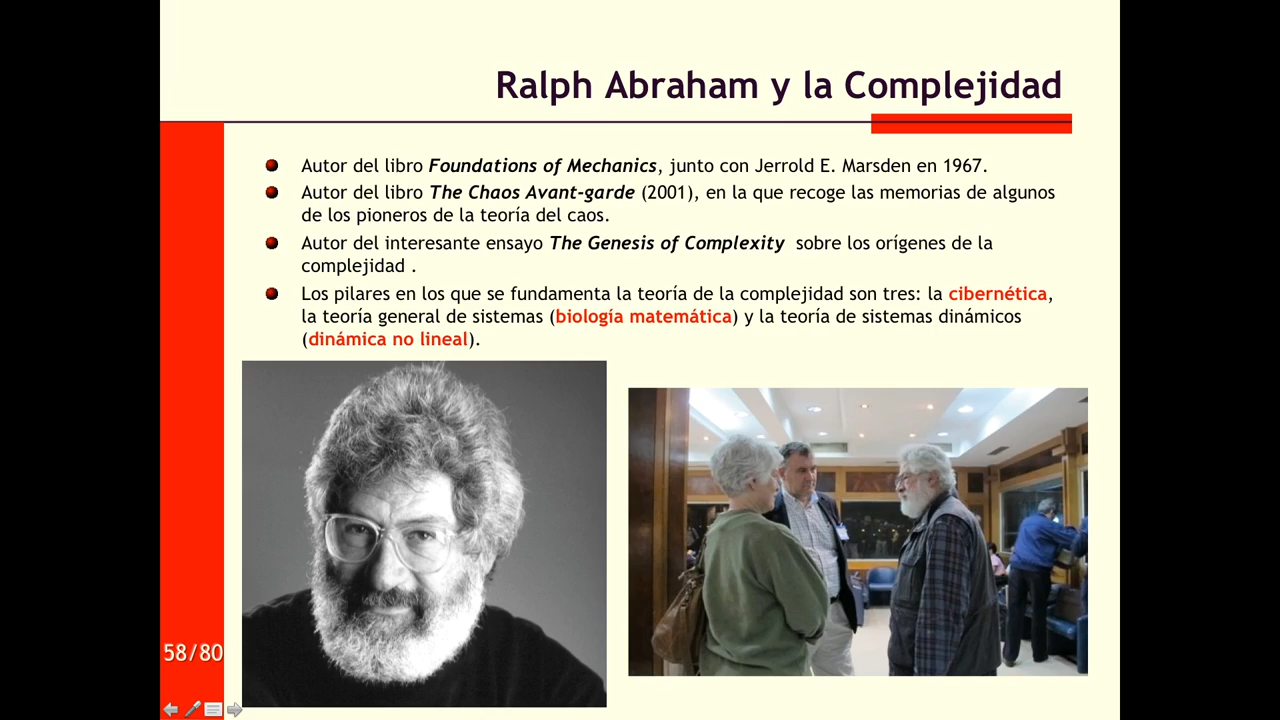 Ralph Abraham y la Complejidad
Autor del libro Foundations of Mechanics, junto con Jerrold E. Marsden en 1967.
Autor del libro The Chaos Avant-garde (2001), en la que recoge las memorias de algunos
de los pioneros de la teoría del caos.
Autor del interesante ensayo The Genesis of Complexity sobre los orígenes de la
complejidad .
Los pilares en los que se fundamenta la teoría de la complejidad son tres: la cibernética,
la teoría general de sistemas (biología matemática) y la teoría de sistemas dinámicos
(dinámica no lineal).
58/80